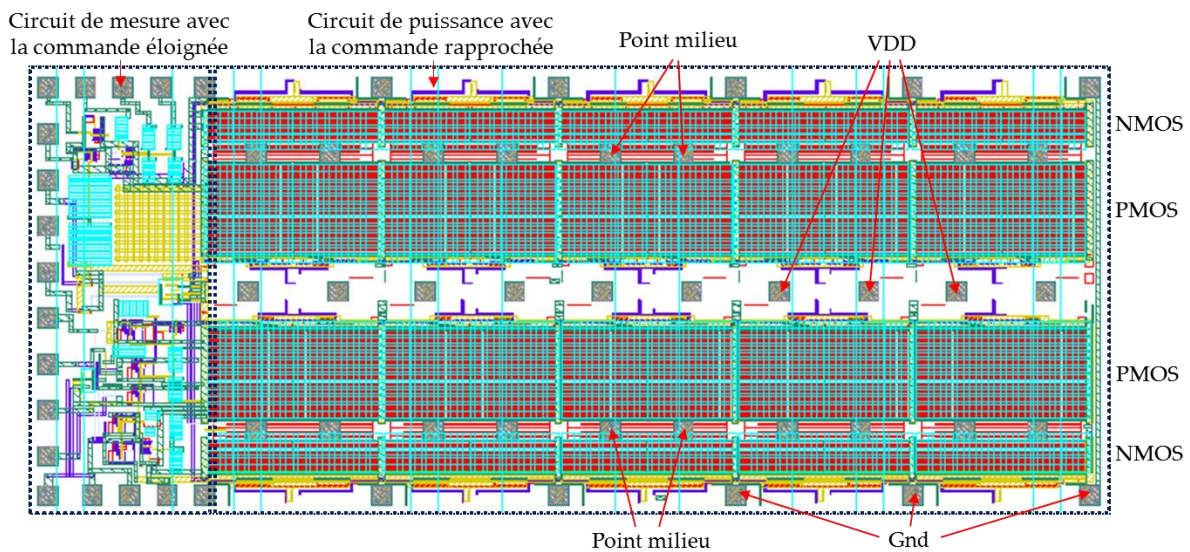 Circuit de mesure avec
la commande éloignée
Circuit de puissance avec
la commande rapprochée
Point milieu
VDD
NMOS
PMOS
PMOS
NMOS
Point milieu
Gnd